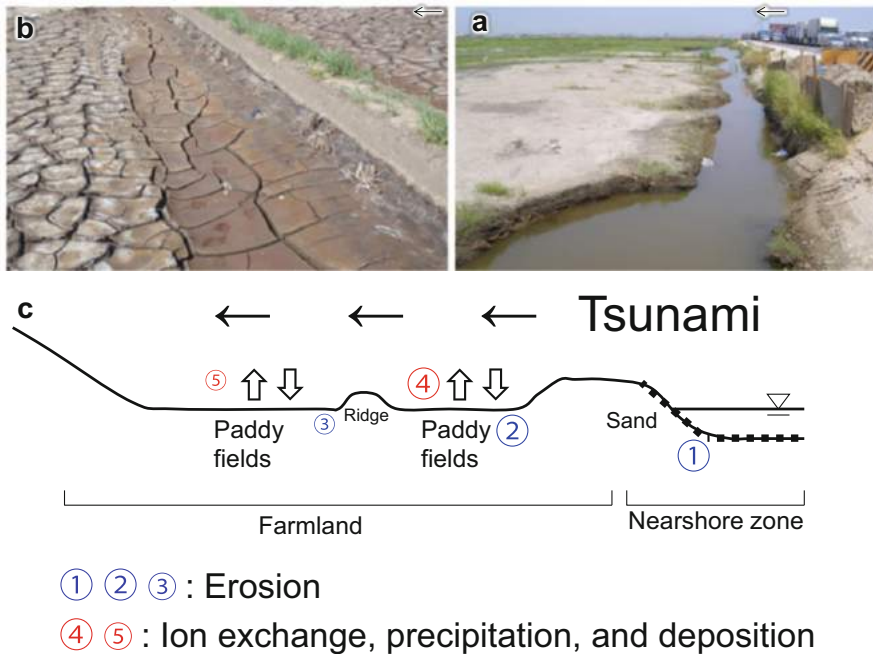 b
a
c
Tsunami
⑤
④
③
Ridge
Paddy
fields
Paddy
fields
②
Sand
①
Farmland
Nearshore zone
① ② ③ : Erosion
④ ⑤ : Ion exchange, precipitation, and deposition